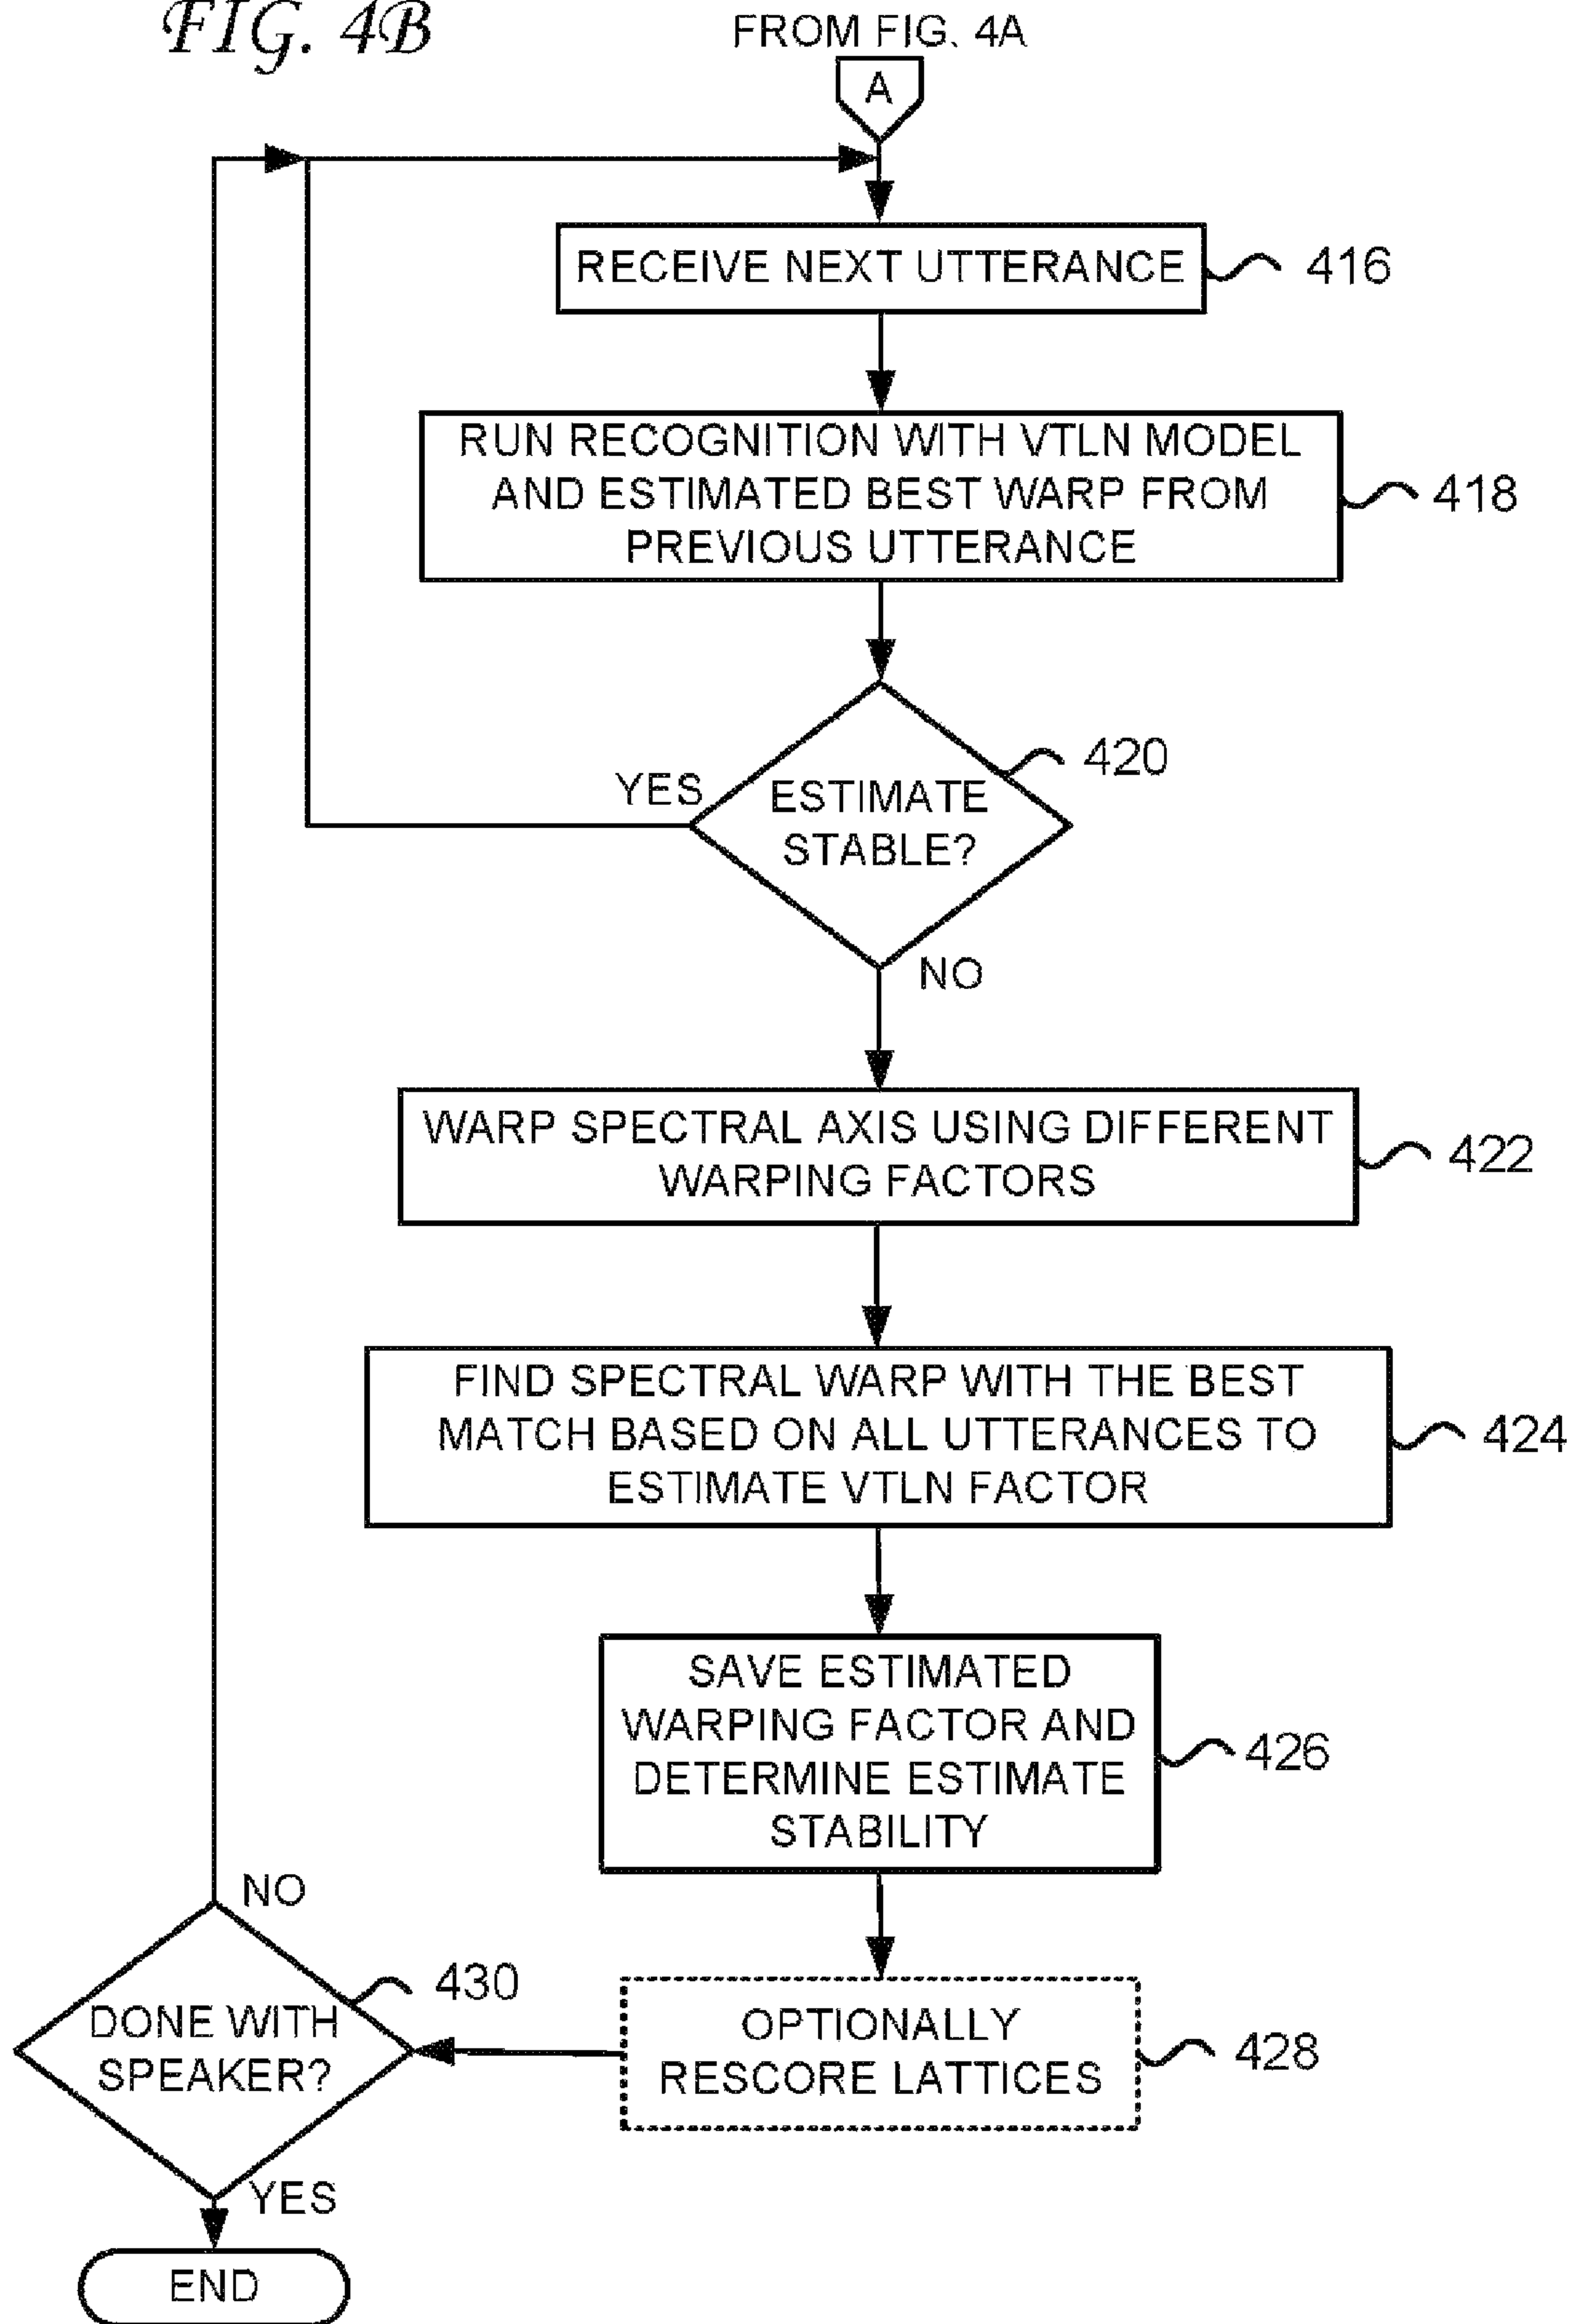 FIG. 4B
FROM FIG. 4A
A
RECEIVE NEXT UTTERANCE
416
RUN RECOGNITION WITH VTLN MODEL
AND ESTIMATED BEST WARP FROM
PREVIOUS UTTERANCE
418
420
YES
ESTIMATE
STABLE?
NO
WARP SPECTRAL AXIS USING DIFFERENT
WARPING FACTORS
422
FIND SPECTRAL WARP WITH THE BEST
MATCH BASED ON ALL UTTERANCES TO
ESTIMATE VTLN FACTOR
424
SAVE ESTIMATED
WARPING FACTOR AND
DETERMINE ESTIMATE
STABILITY
426
OPTIONALLY
RESCORE LATTICES
428
NO
430
DONE WITH
SPEAKER?
YES
END